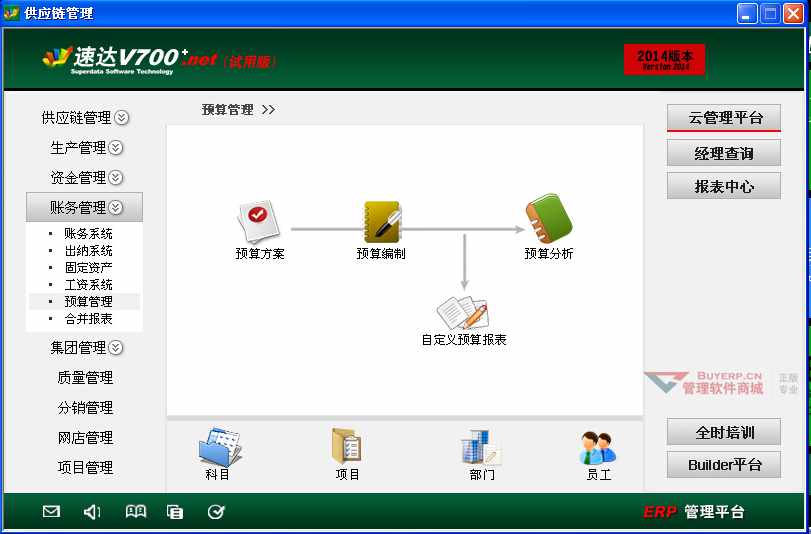 供应链管理
速达V700+.net (试用版)
Superdata Software Technology
2014版本
Version 2014
供应链管理
生产管理
资金管理
账务管理
账务系统
出纳系统
固定资产
工资系统
预算管理
合并报表
集团管理
质量管理
分销管理
网店管理
项目管理
预算管理 >>
预算方案
预算编制
预算分析
自定义预算报表
科目
项目
部门
员工
云管理平台
经理查询
报表中心
BUYERP.CN
管理软件商城
正版
专业
全时培训
Builder平台
ERP 管理平台